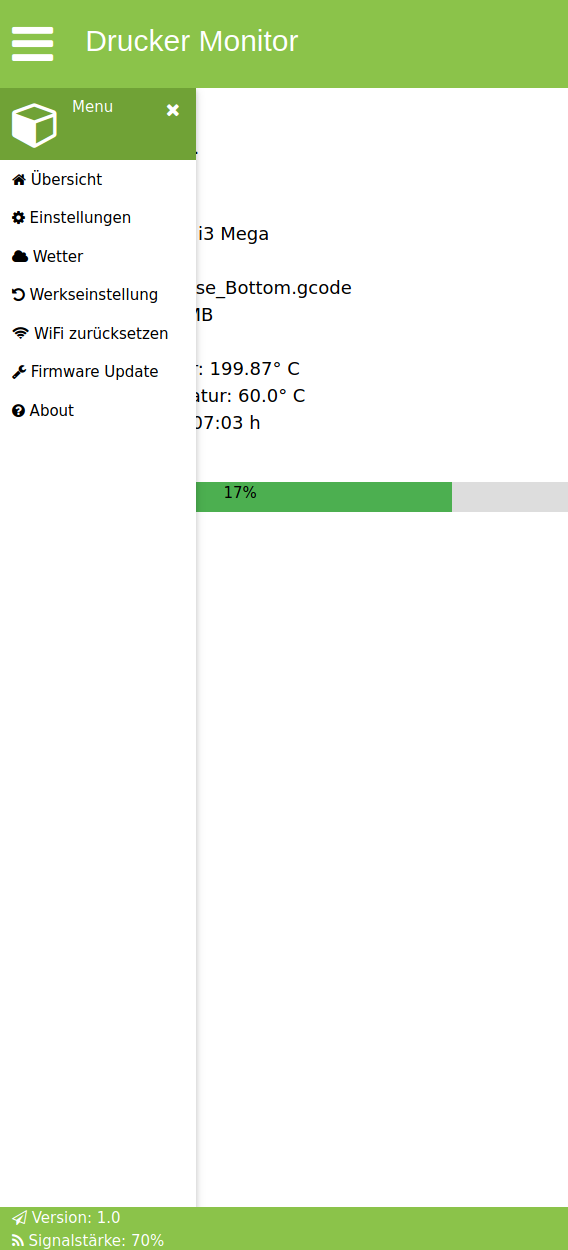 Drucker Monitor
Menu
Übersicht
Einstellungen
Wetter
Werkseinstellung
WiFi zurücksetzen
Firmware Update
About
i3 Mega
se_Bottom.gcode
MB
r: 199.87° C
atur: 60.0° C
07:03 h
17%
Version: 1.0
Signalstärke: 70%